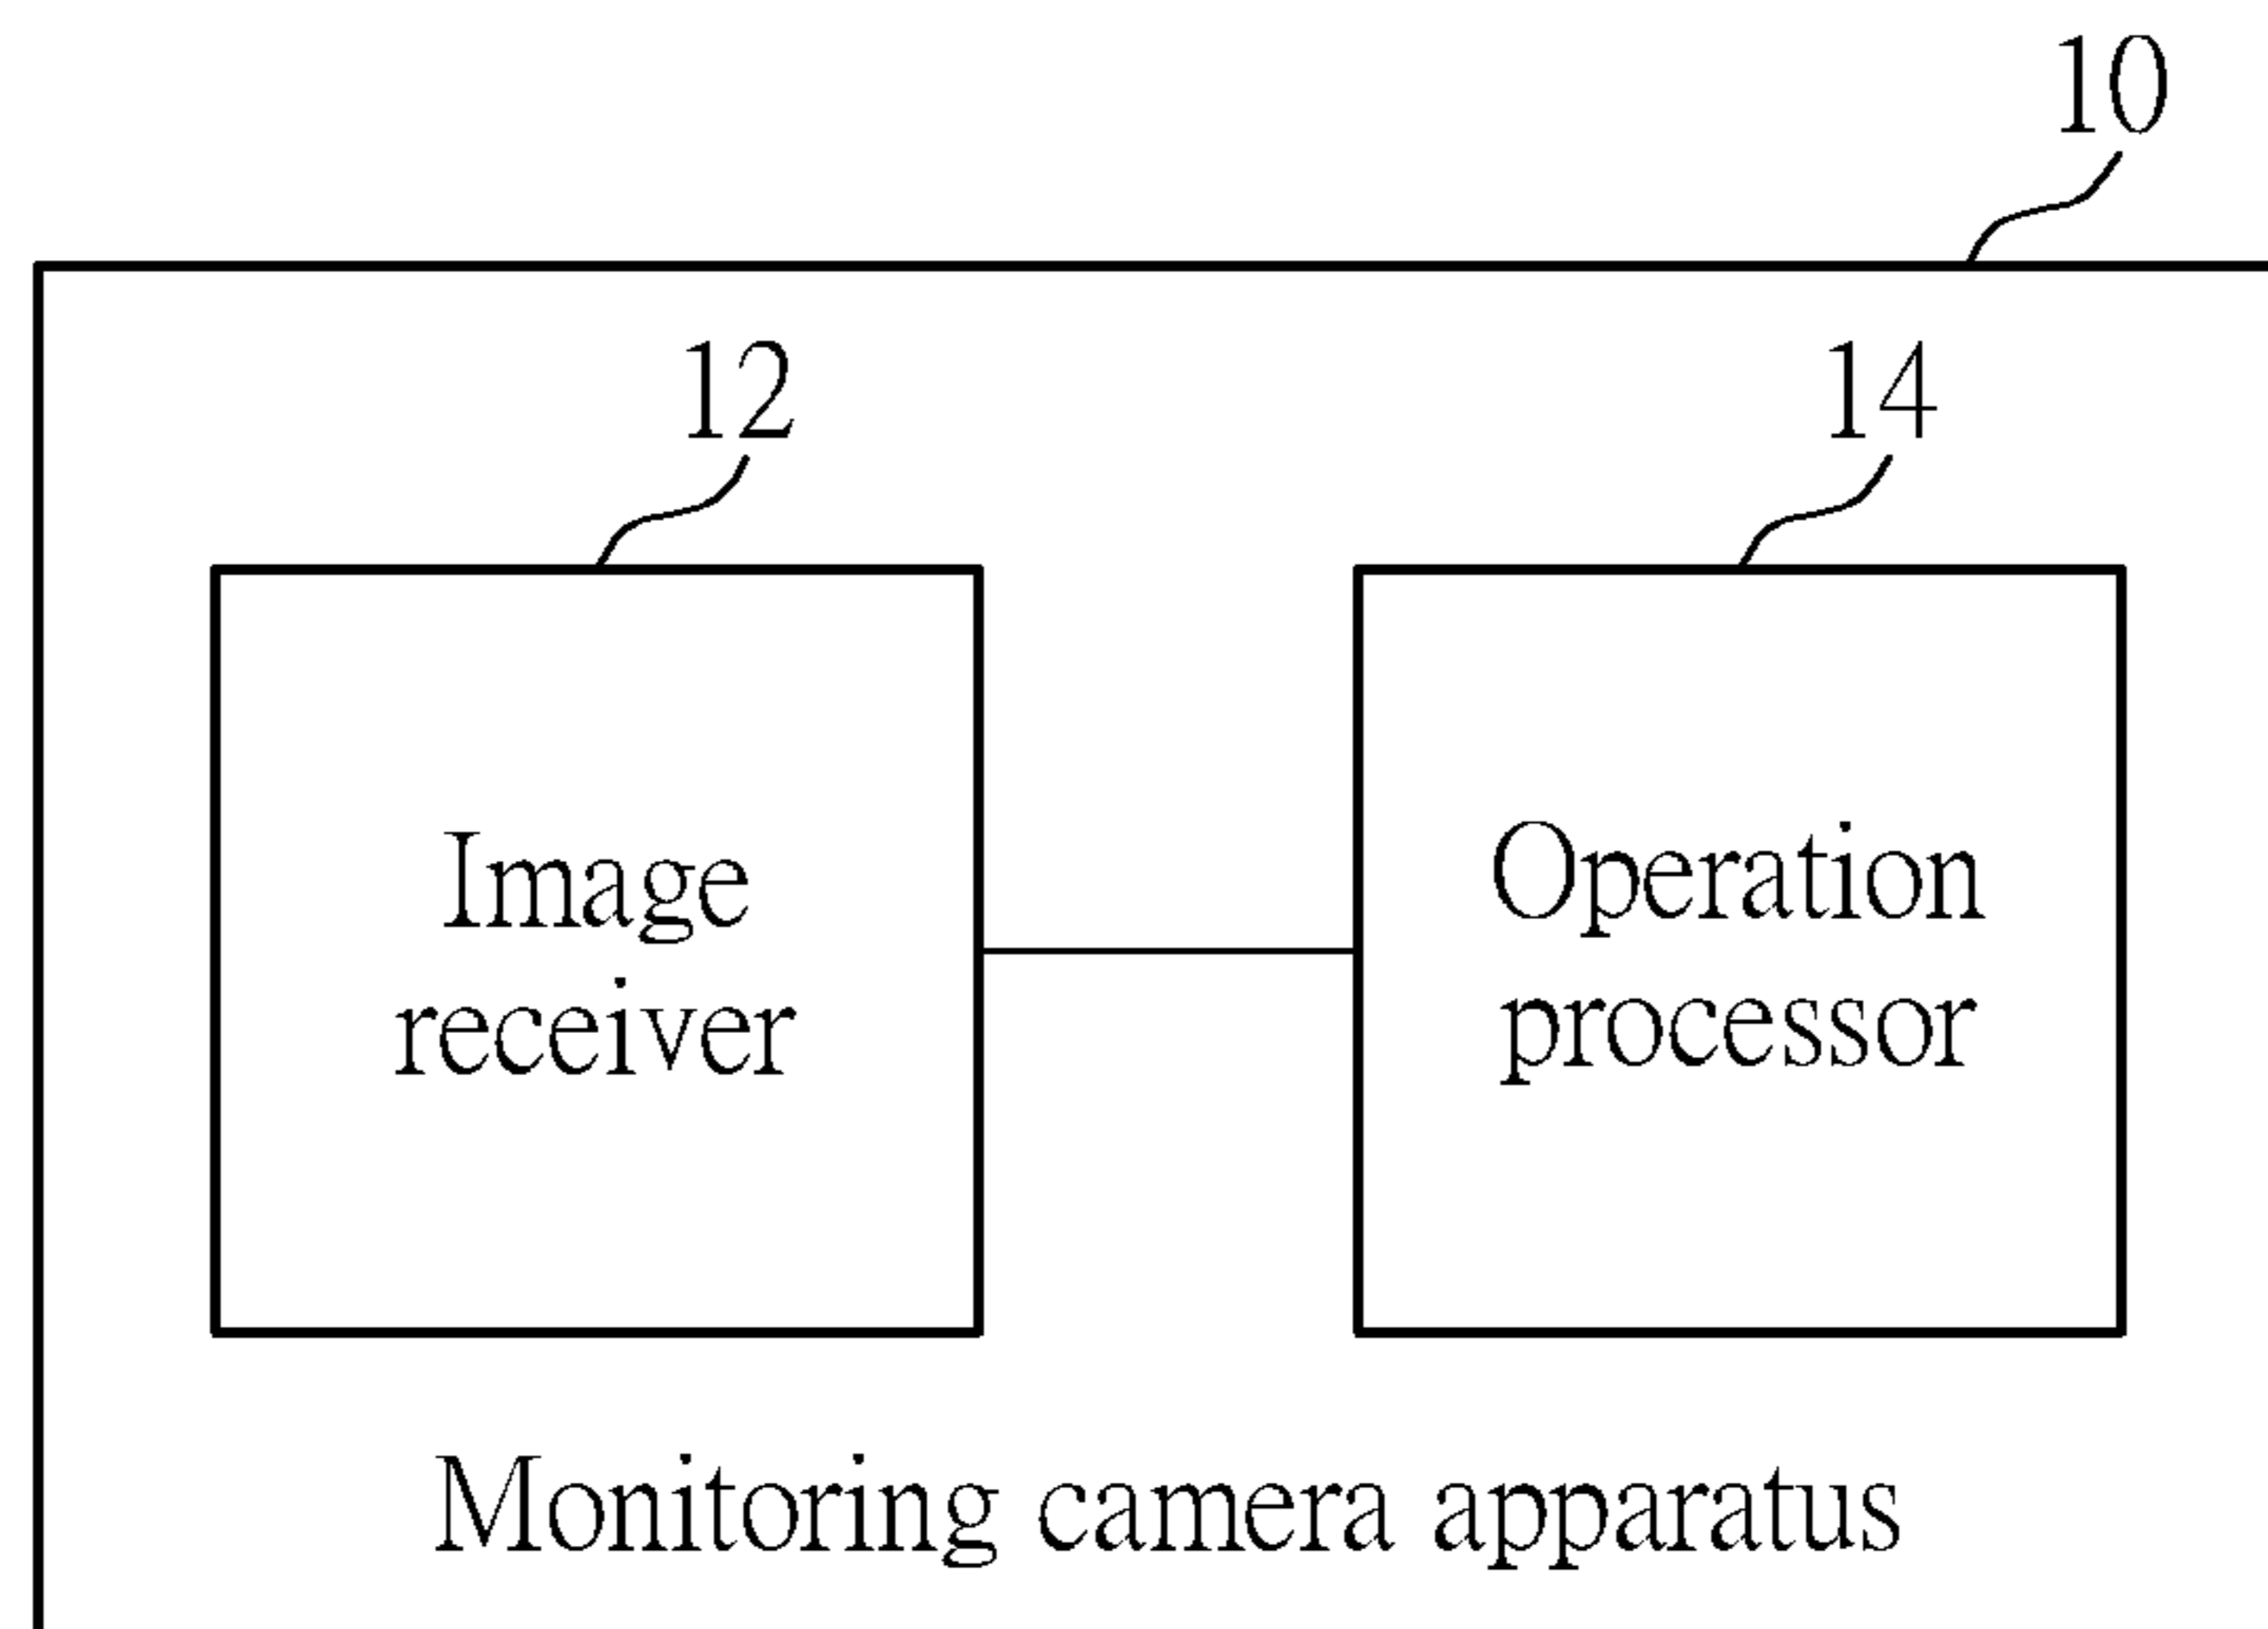 10
12
14
Image
receiver
Operation
processor
Monitoring camera apparatus